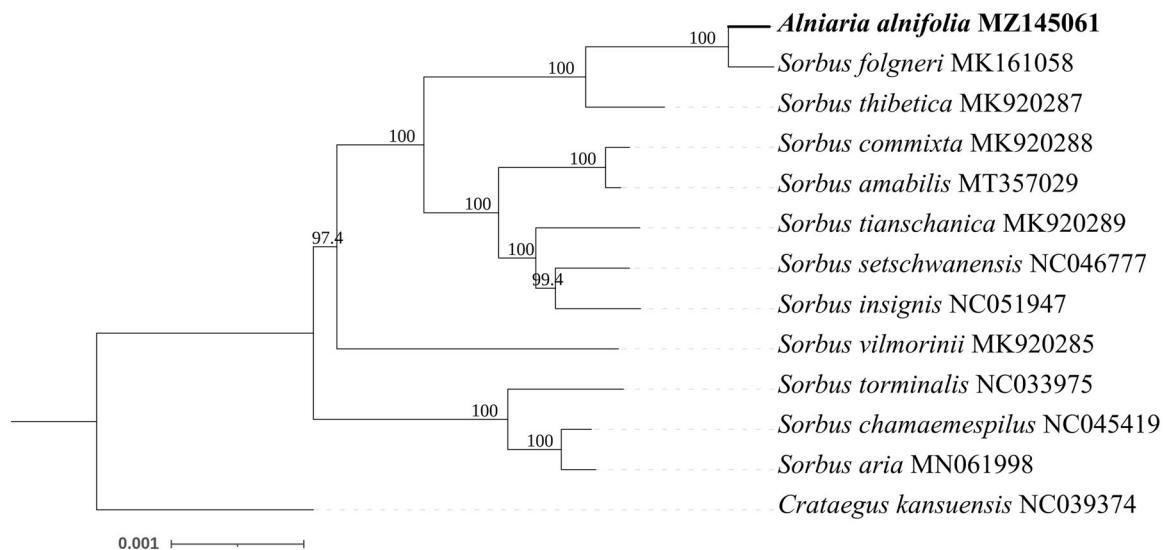 Alniaria alnifolia MZ145061
100
Sorbus folgneri MK161058
100
Sorbus thibetica MK920287
100
Sorbus commixta MK920288
100
Sorbus amabilis MT357029
100
Sorbus tianschanica MK920289
97.4
100
Sorbus setschwanensis NC046777
99.4
Sorbus insignis NC051947
Sorbus vilmorinii MK920285
Sorbus torminalis NC033975
100
Sorbus chamaemespilus NC045419
100
Sorbus aria MN061998
Crataegus kansuensis NC039374
0.001